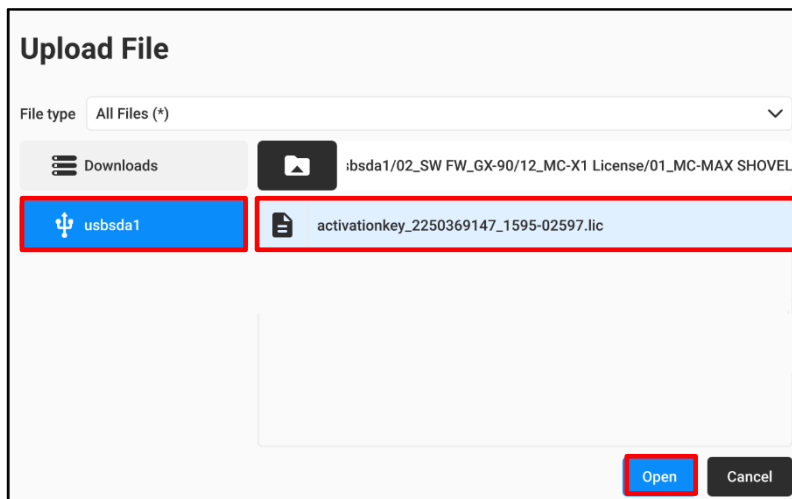 Upload File
File type All Files (*)
Downloads
:bsda1/02_SW FW_GX-90/12_MC-X1 License/01_MC-MAX SHOVEL
usbsda1
activationkey_2250369147_1595-02597.lic
Open Cancel